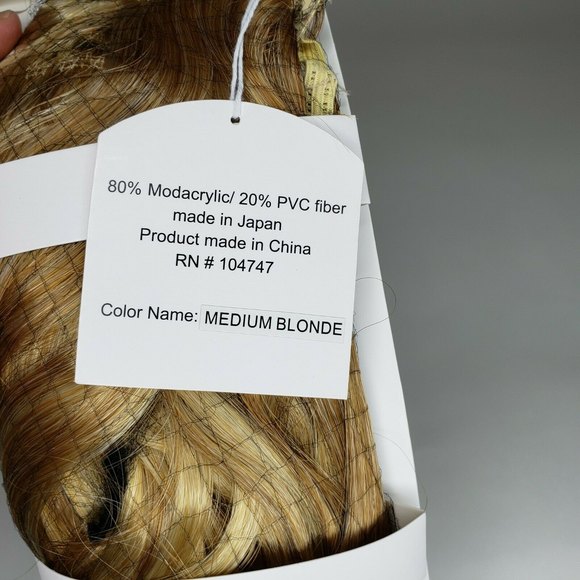 80% Modacrylic/ 20% PVC fiber
made in Japan
Product made in China
RN # 104747
Color Name: MEDIUM BLONDE